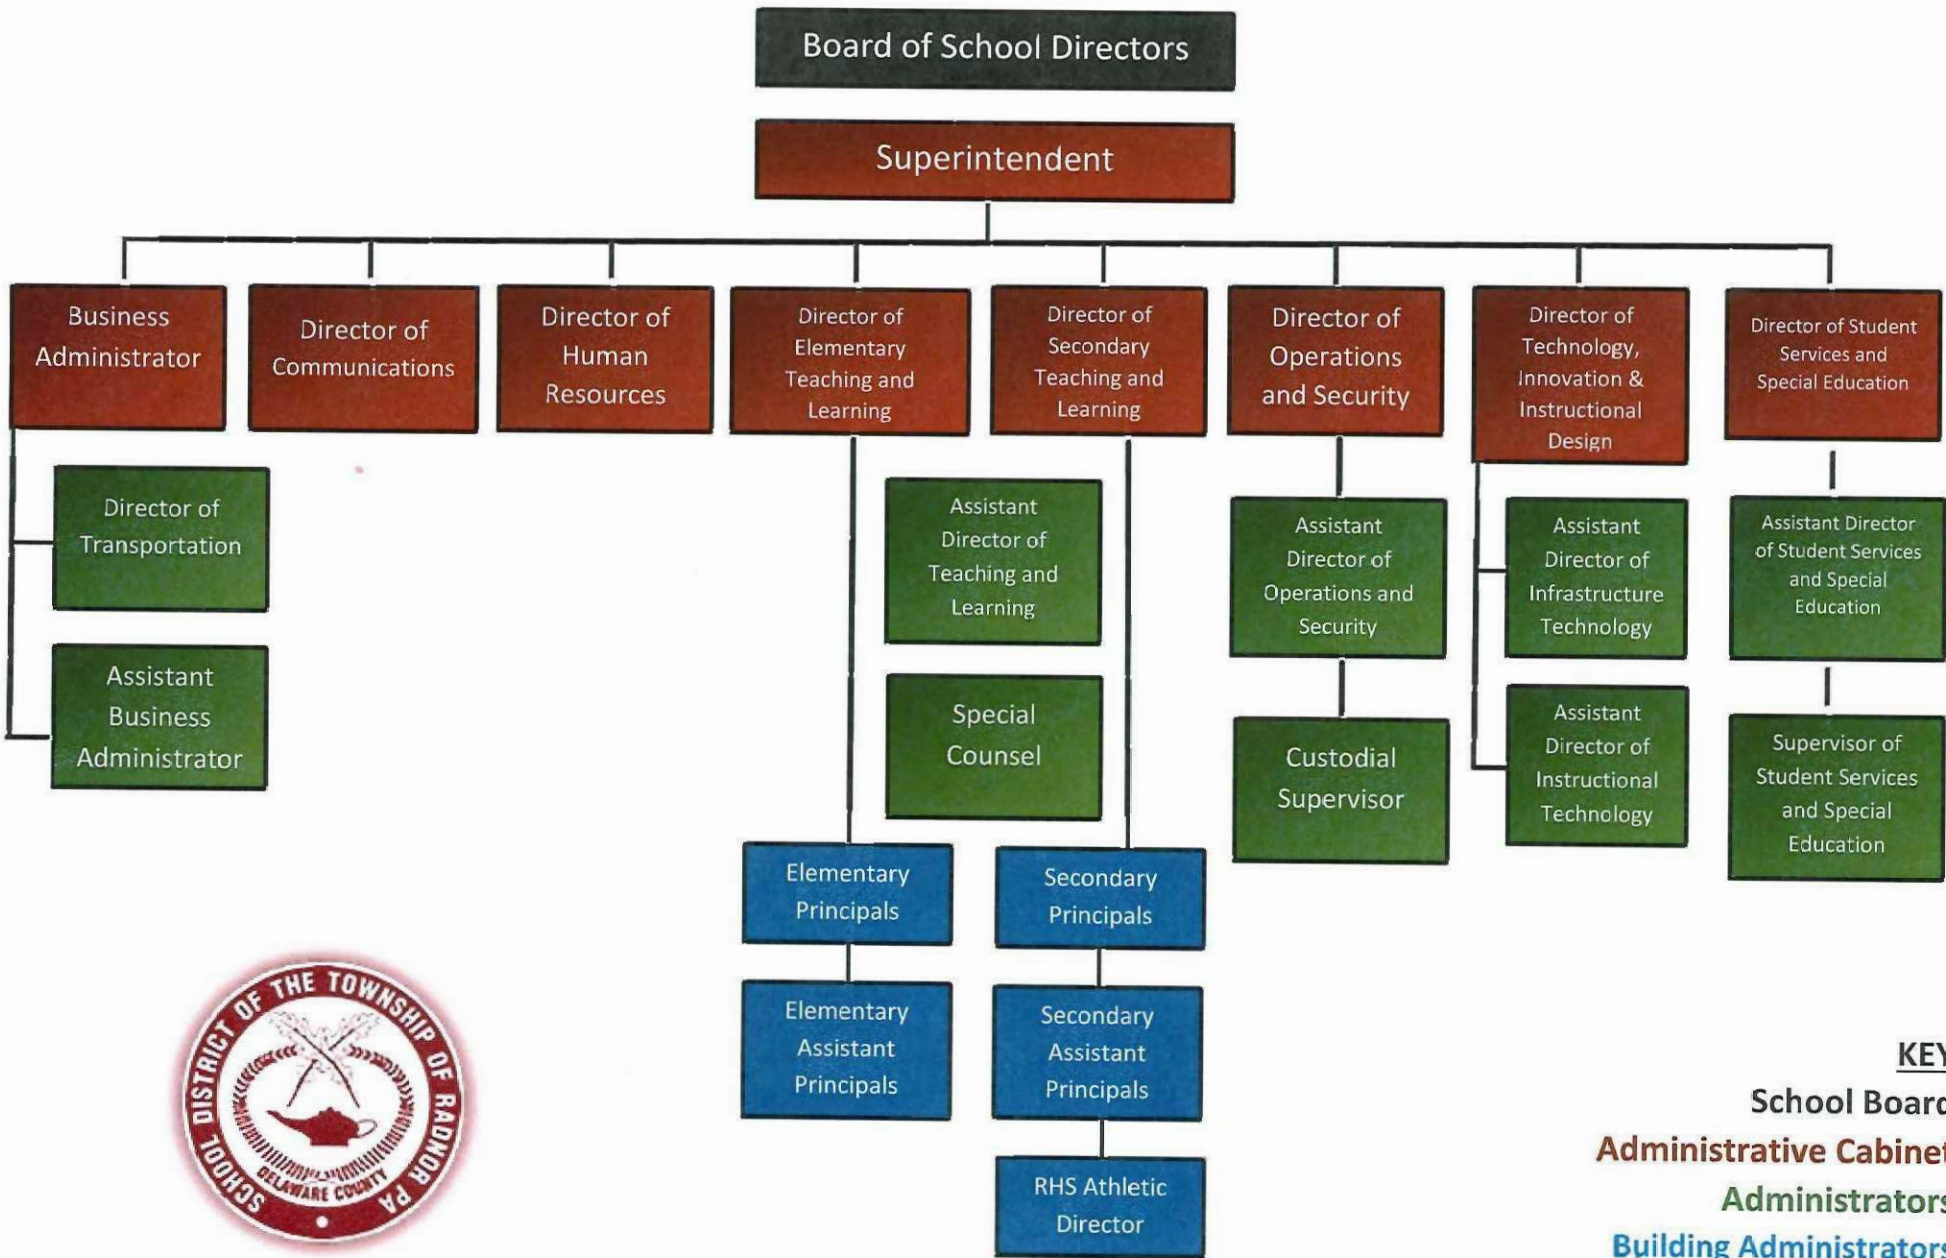 Board of School Directors
Superintendent
Business
Administrator
Director of
Communications
Director of
Human
Resources
Director of
Elementary
Teaching and
Learning
Director of
Secondary
Teaching and
Learning
Director of
Operations
and Security
Director of
Technology,
Innovation &
Instructional
Design
Director of Student
Services and
Special Education
Director of
Transportation
Assistant
Business
Administrator
Assistant
Director of
Teaching and
Learning
Special
Counsel
Assistant
Director of
Operations and
Security
Custodial
Supervisor
Assistant
Director of
Infrastructure
Technology
Assistant
Director of
Instructional
Technology
Assistant Director
of Student Services
and Special
Education
Supervisor of
Student Services
and Special
Education
Elementary
Principals
Elementary
Assistant
Principals
Secondary
Principals
Secondary
Assistant
Principals
RHS Athletic
Director
SCHOOL DISTRICT OF THE TOWNSHIP OF RADNOR PA
DELAWARE COUNTY
KEY
School Board
Administrative Cabinet
Administrators
Building Administrators